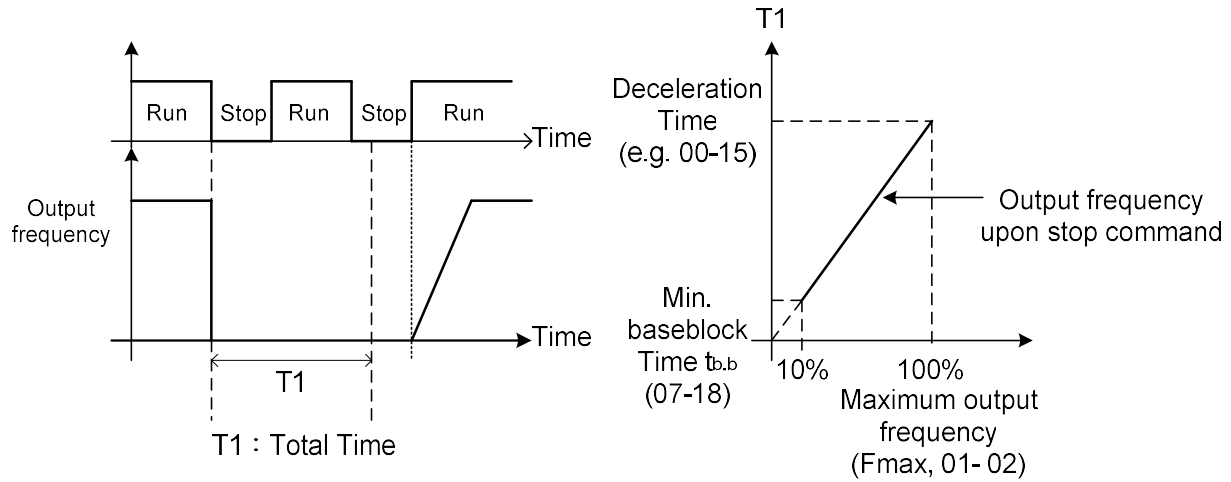 Run
Stop
Run
Stop
Run
Time
Output
frequency
Time
T1
T1 : Total Time
T1
Deceleration
Time
(e.g. 00-15)
Output frequency
upon stop command
Min.
baseblock
Time tb.b
(07-18)
10%
100%
Maximum output
frequency
(Fmax, 01- 02)